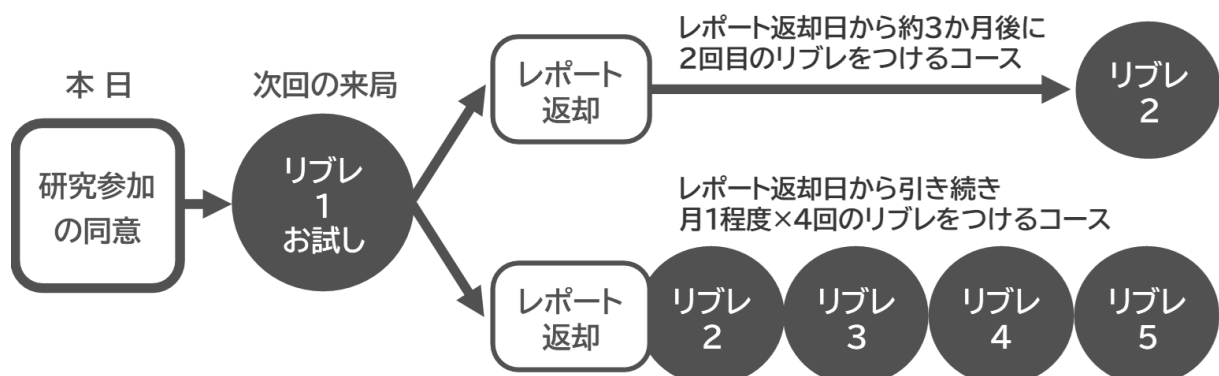 本 日
研究参加
の同意
次回の来局
リブレ
1
お試し
レポート
返却
レポート返却日から約3か月後に
2回目のリブレをつけるコース
リブレ
2
レポート返却日から引き続き
月1程度×4回のリブレをつけるコース
レポート
返却
リブレ
2
リブレ
3
リブレ
4
リブレ
5